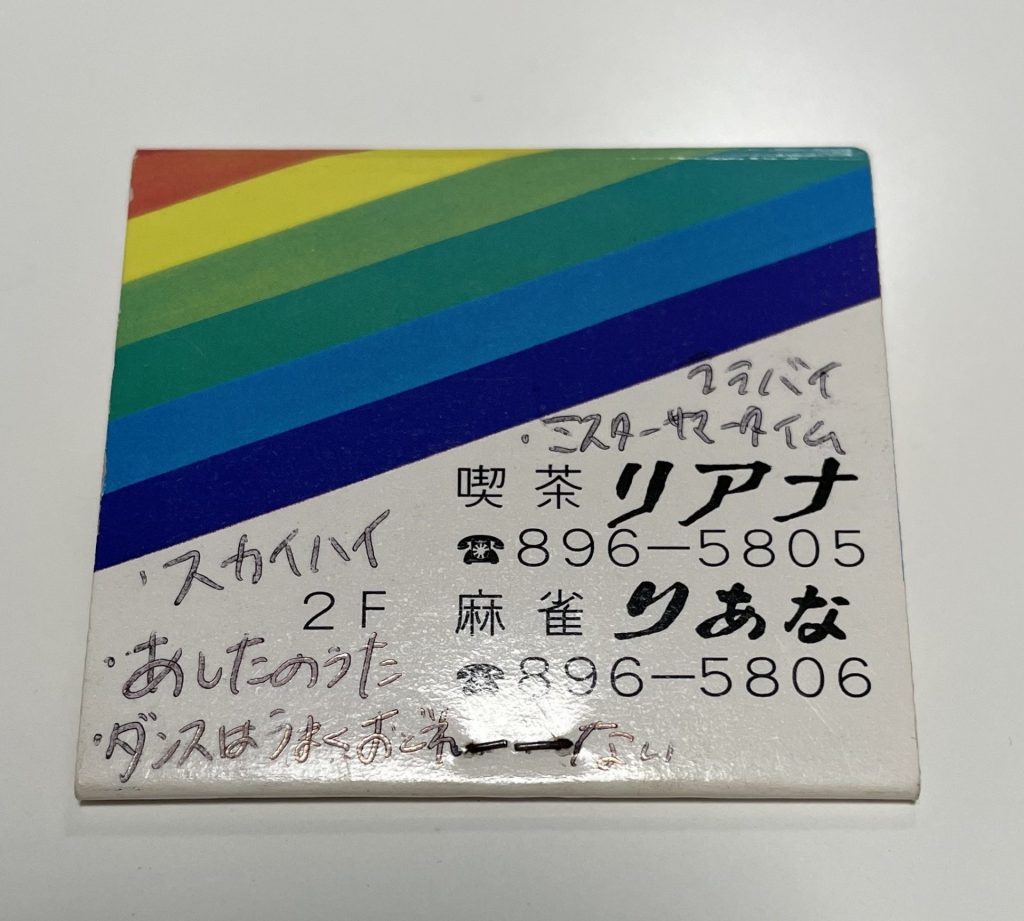 ララバイ
・ミスターサマータイム
喫茶 リアナ
☎896-5805
・スカイハイ
2F 麻雀 りあな
☎896-5806
・あしたのうた
・ダンスはうまくおどれない